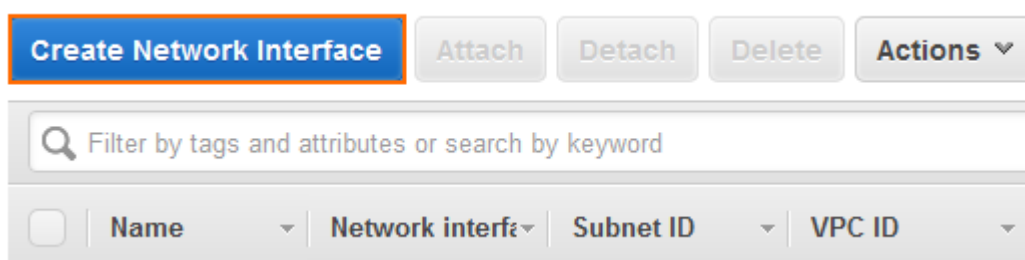 Create Network Interface Attach Detach Delete Actions
Filter by tags and attributes or search by keyword
Name Network interfa Subnet ID VPC ID